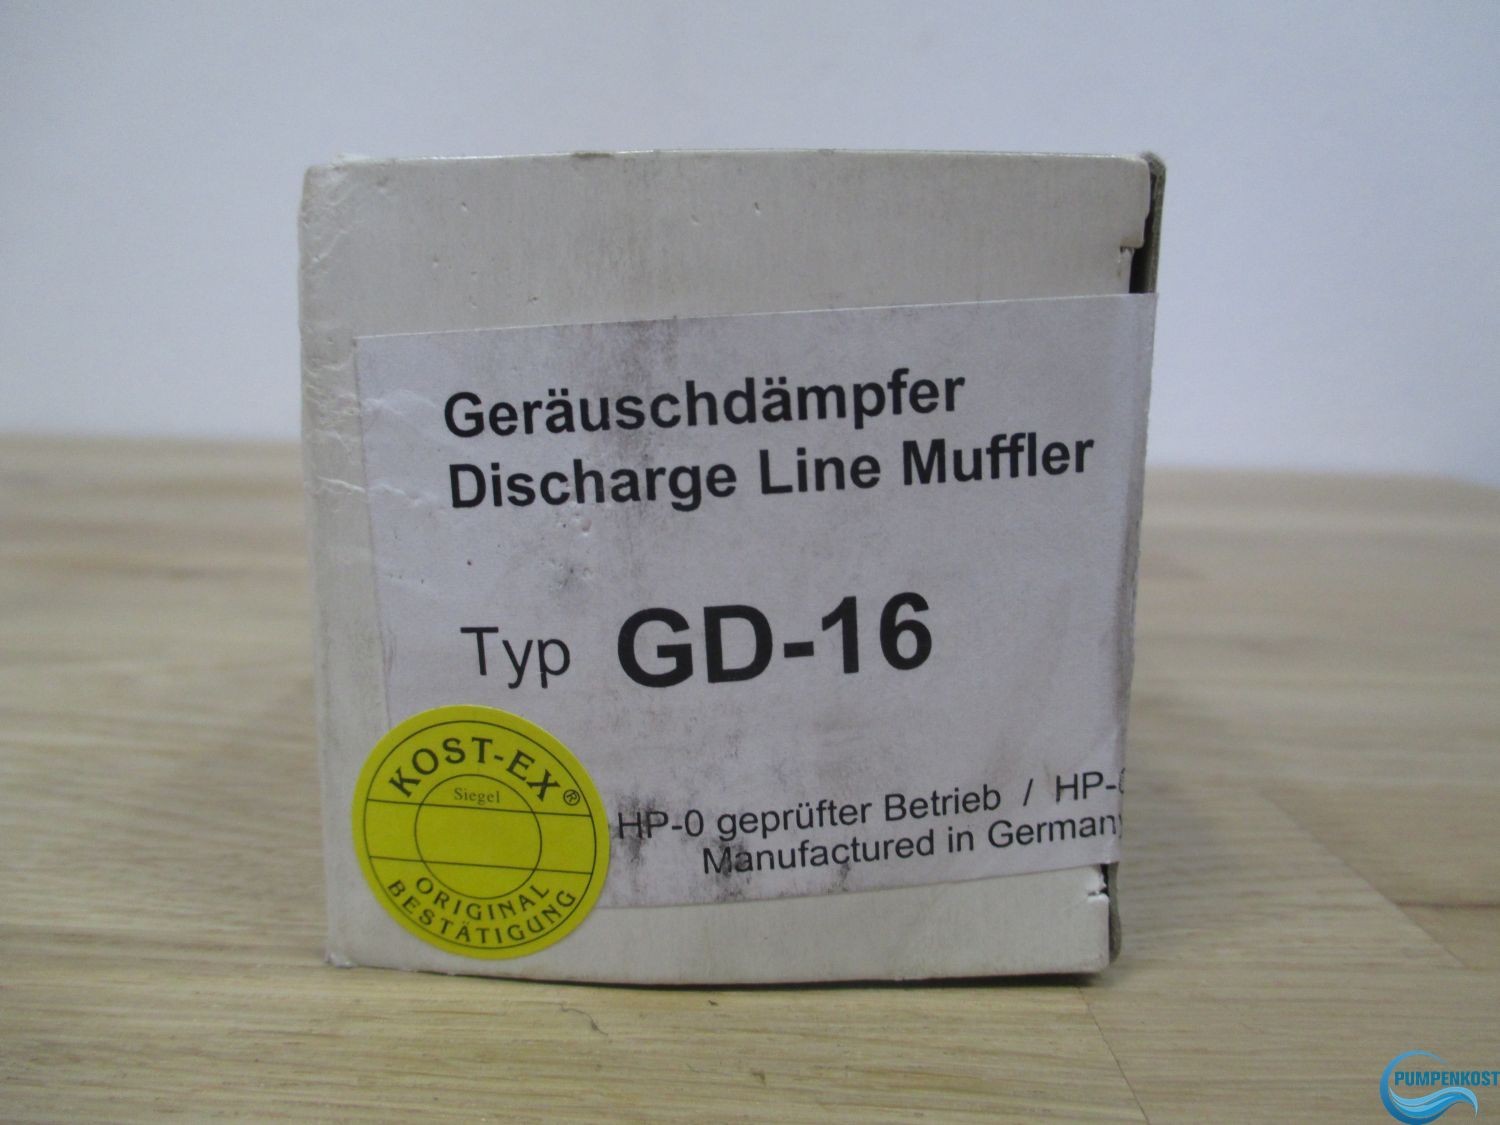 Geräuschdämpfer
Discharge Line Muffler
Typ GD-16
HP-0 geprüfter Betrieb / HP-
Manufactured in Germany
KOST-EX®
Siegel
ORIGINAL
BESTÄTIGUNG
PUMPENKOST